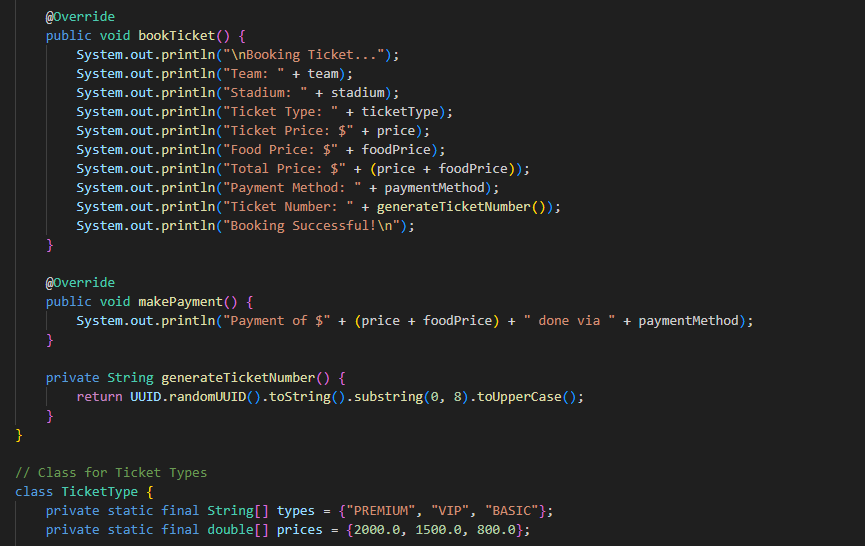 @Override
public void bookTicket() {
System.out.println("\nBooking Ticket...");
System.out.println("Team: " + team);
System.out.println("Stadium: " + stadium);
System.out.println("Ticket Type: " + ticketType);
System.out.println("Ticket Price: $" + price);
System.out.println("Food Price: $" + foodPrice);
System.out.println("Total Price: $" + (price + foodPrice));
System.out.println("Payment Method: " + paymentMethod);
System.out.println("Ticket Number: " + generateTicketNumber());
System.out.println("Booking Successful!\n");
}
@Override
public void makePayment() {
System.out.println("Payment of $" + (price + foodPrice) + " done via " + paymentMethod);
}
private String generateTicketNumber() {
return UUID.randomUUID().toString().substring(0, 8).toUpperCase();
}
}
// Class for Ticket Types
class TicketType {
private static final String[] types = {"PREMIUM", "VIP", "BASIC"};
private static final double[] prices = {2000.0, 1500.0, 800.0};